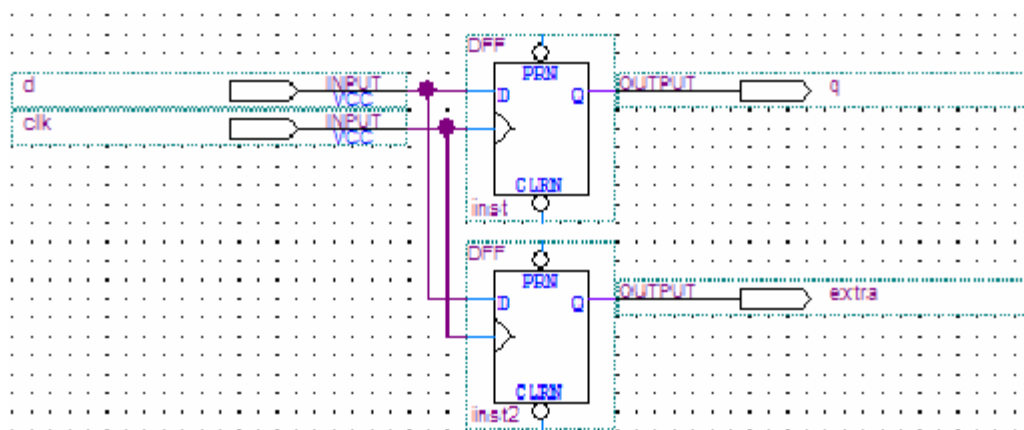 DFF
PRN
d INPUT VCC D Q OUTPUT q
clk INPUT VCC
CLRN
inst
DFF
PRN
D Q OUTPUT extra
CLRN
inst2